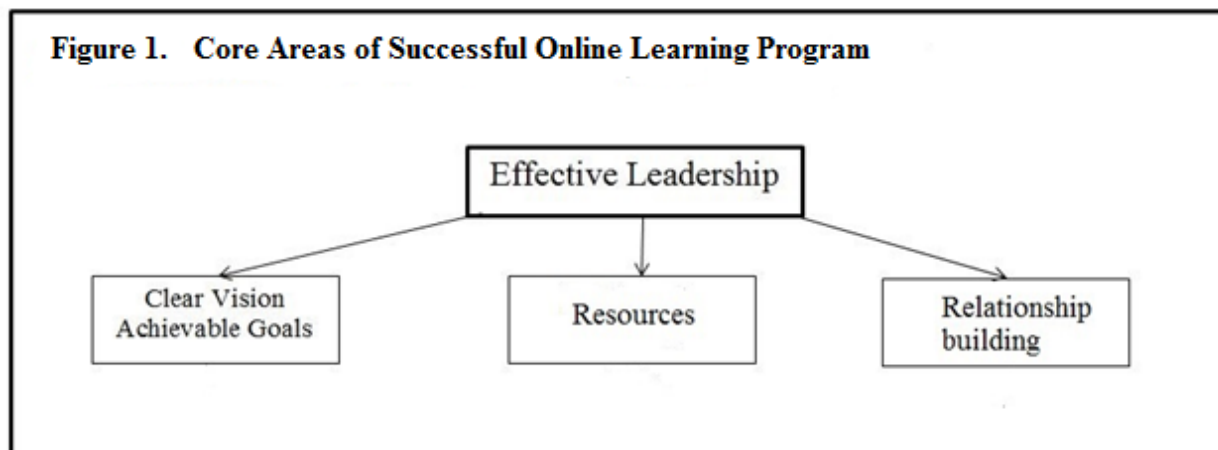 Figure 1. Core Areas of Successful Online Learning Program
Effective Leadership
Clear Vision
Achievable Goals
Resources
Relationship
building